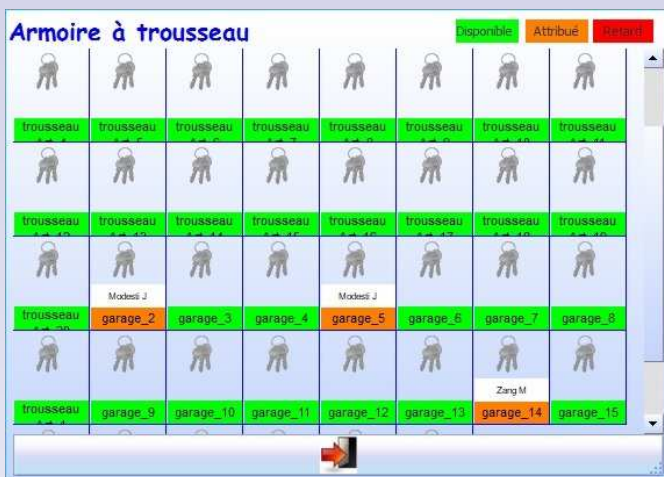 Armoire à trousseau
Disponible Attribué Retard
trousseau trousseau trousseau trousseau trousseau trousseau trousseau trousseau
trousseau trousseau trousseau trousseau trousseau trousseau trousseau trousseau
Modesti J Modesti J
trousseau garage_2 garage_3 garage_4 garage_5 garage_6 garage_7 garage_8
Zang M
trousseau garage_9 garage_10 garage_11 garage_12 garage_13 garage_14 garage_15